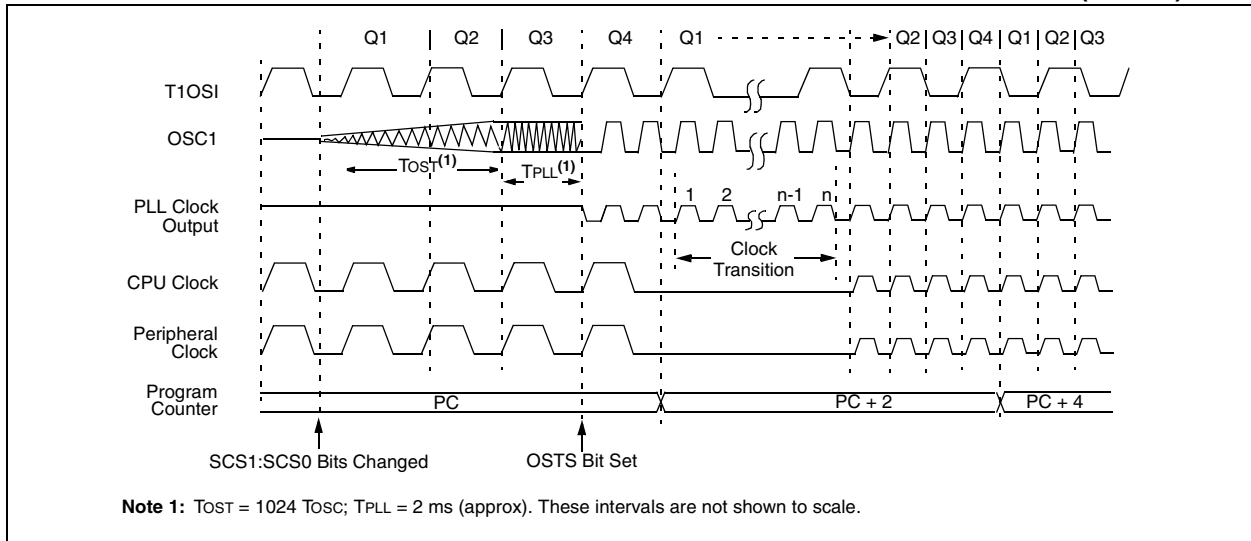 Q1 Q2 Q3 Q4 Q1 Q2 Q3 Q4 Q1 Q2 Q3
T1OSI
OSC1
TOST(1)
TPLL(1)
1 2 n-1 n
PLL Clock
Output
Clock
Transition
CPU Clock
Peripheral
Clock
Program
Counter
PC PC + 2 PC + 4
SCS1:SCS0 Bits Changed
OSTS Bit Set
Note 1: TOST = 1024 TOSC; TPLL = 2 ms (approx). These intervals are not shown to scale.